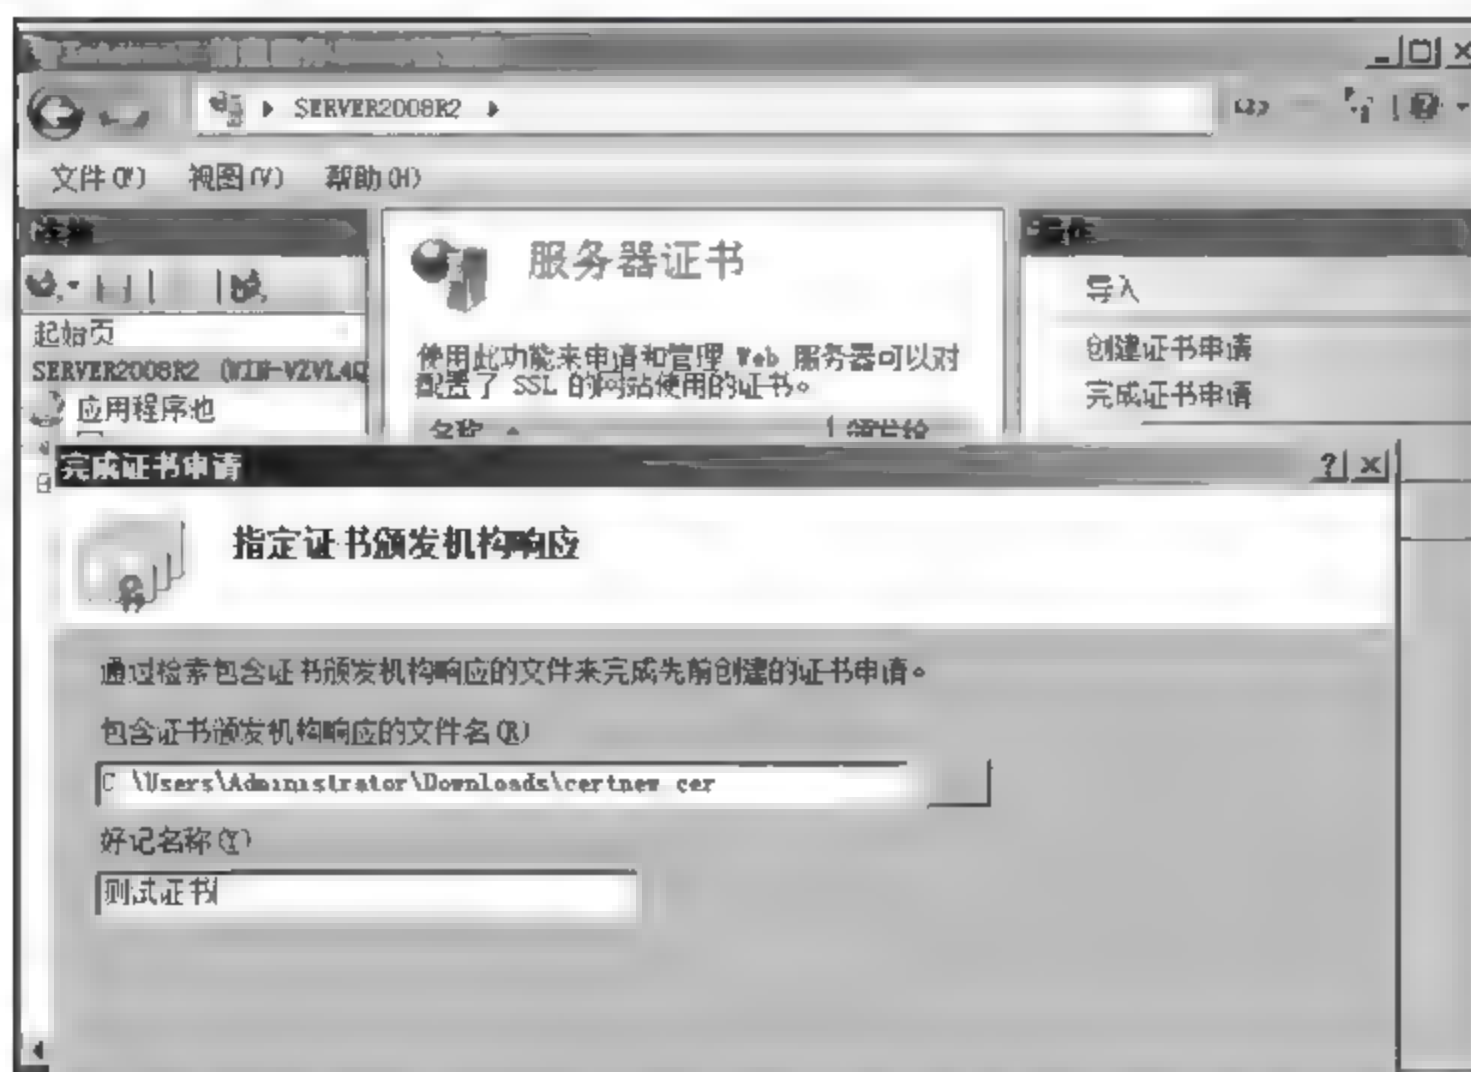 SERVER2008R2
文件(F) 视图(V) 帮助(H)
服务器证书
导入
起始页
使用此功能来申请和管理 Web 服务器可以对
创建证书申请
SERVER2008R2 (WIN-VZVL4Q
配置了 SSL 的网站使用的证书。
完成证书申请
应用程序池
名称 颁发给
完成证书申请
指定证书颁发机构响应
通过检索包含证书颁发机构响应的文件来完成先前创建的证书申请。
包含证书颁发机构响应的文件名(R)
C \Users\Administrator\Downloads\certnew cer
好记名称(Y)
测试证书